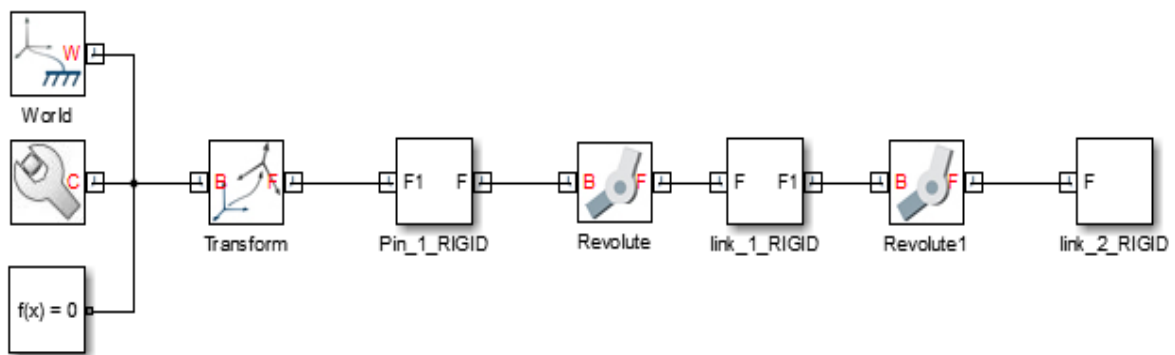 W
World
C
B F
Transform
F1 F
Pin_1_RIGID
B F
Revolute
F F1
link_1_RIGID
B F
Revolute1
F
link_2_RIGID
f(x) = 0